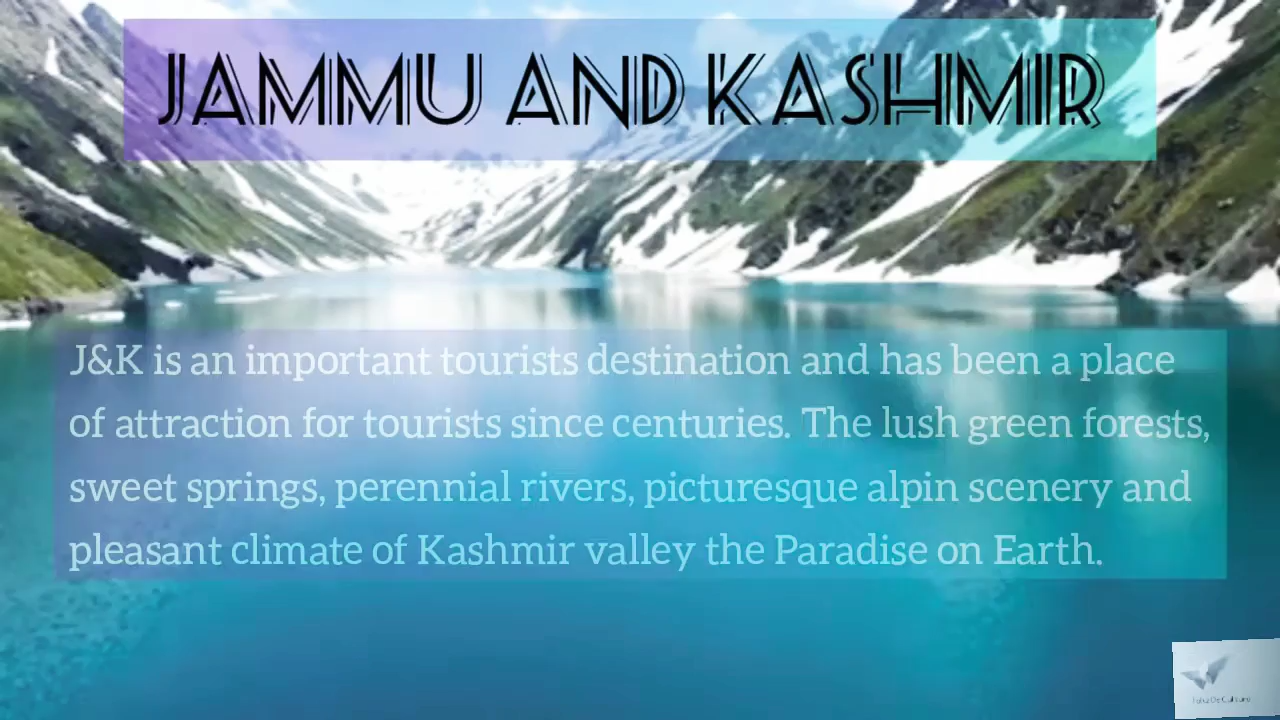 JAMMU AND KASHMIR
J&K is an important tourists destination and has been a place
of attraction for tourists since centuries. The lush green forests,
sweet springs, perennial rivers, picturesque alpin scenery and
pleasant climate of Kashmir valley the Paradise on Earth.